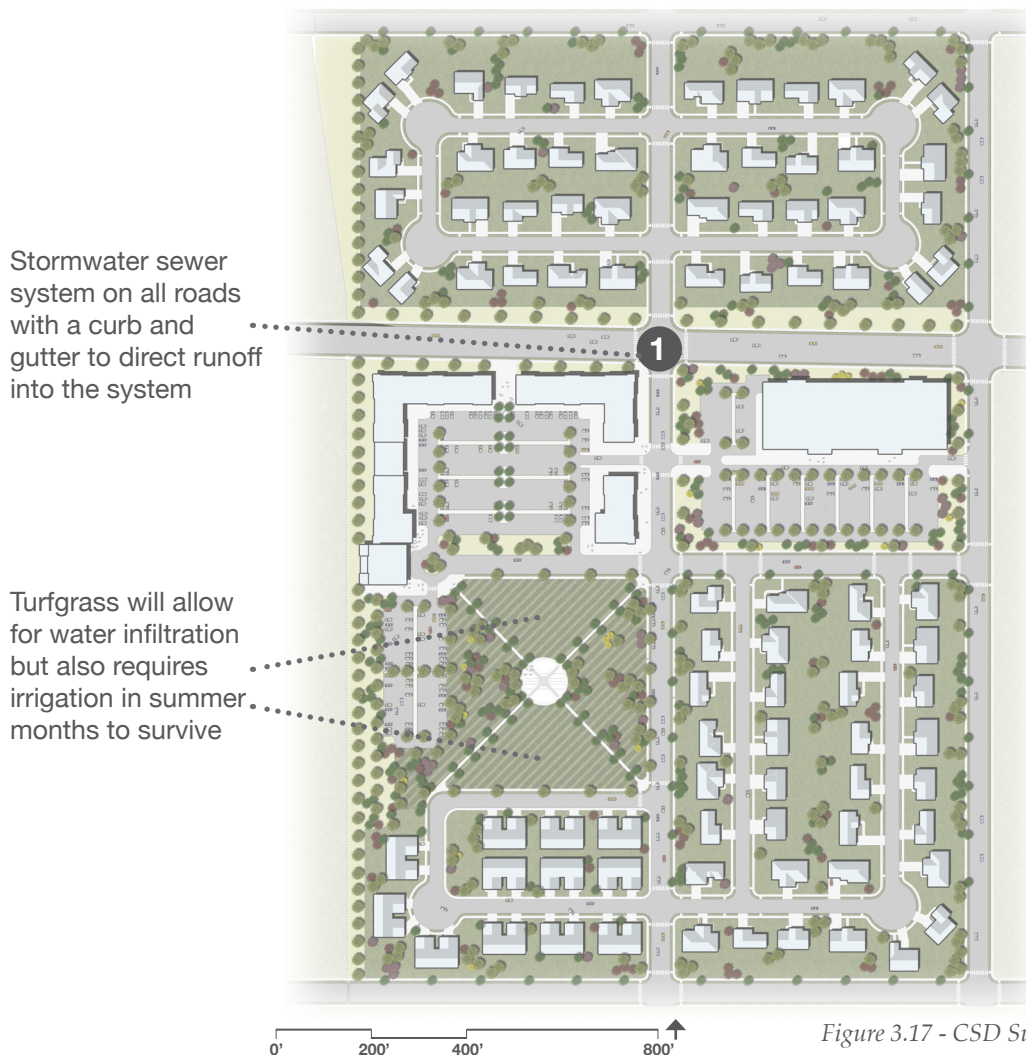 Stormwater sewer
system on all roads
with a curb and
gutter to direct runoff
into the system
1
Turfgrass will allow
for water infiltration
but also requires
irrigation in summer
months to survive
0' 200' 400' 800'
Figure 3.17 - CSD